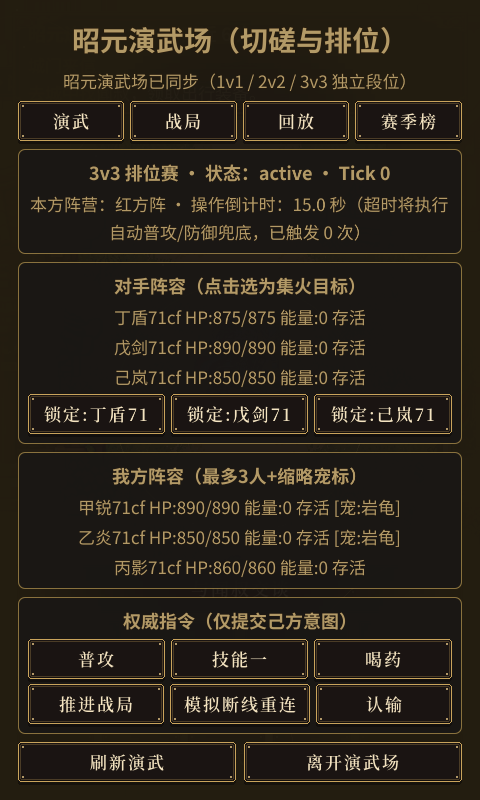 昭元演武场（切磋与排位）
昭元演武场已同步（1v1 / 2v2 / 3v3 独立段位）
演武 战局 回放 赛季榜
3v3 排位赛 · 状态：active · Tick 0
本方阵营：红方阵 · 操作倒计时：15.0 秒（超时将执行
自动普攻/防御兜底，已触发 0 次）
对手阵容（点击选为集火目标）
丁盾71cf HP:875/875 能量:0 存活
戊剑71cf HP:890/890 能量:0 存活
己岚71cf HP:850/850 能量:0 存活
锁定:丁盾71 锁定:戊剑71 锁定:己岚71
我方阵容（最多3人+缩略宠标）
甲锐71cf HP:890/890 能量:0 存活 [宠:岩龟]
乙炎71cf HP:850/850 能量:0 存活 [宠:岩龟]
丙影71cf HP:860/860 能量:0 存活
权威指令（仅提交己方意图）
普攻 技能一 喝药
推进战局 模拟断线重连 认输
刷新演武 离开演武场